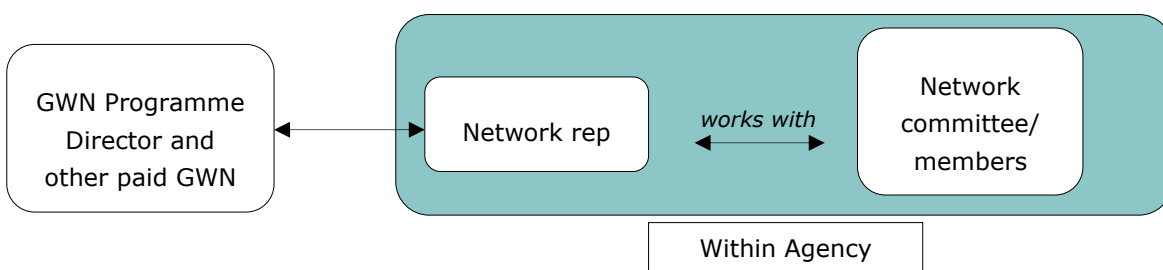 GWN Programme
Director and
other paid GWN
Network rep
works with
Network
committee/
members
Within Agency